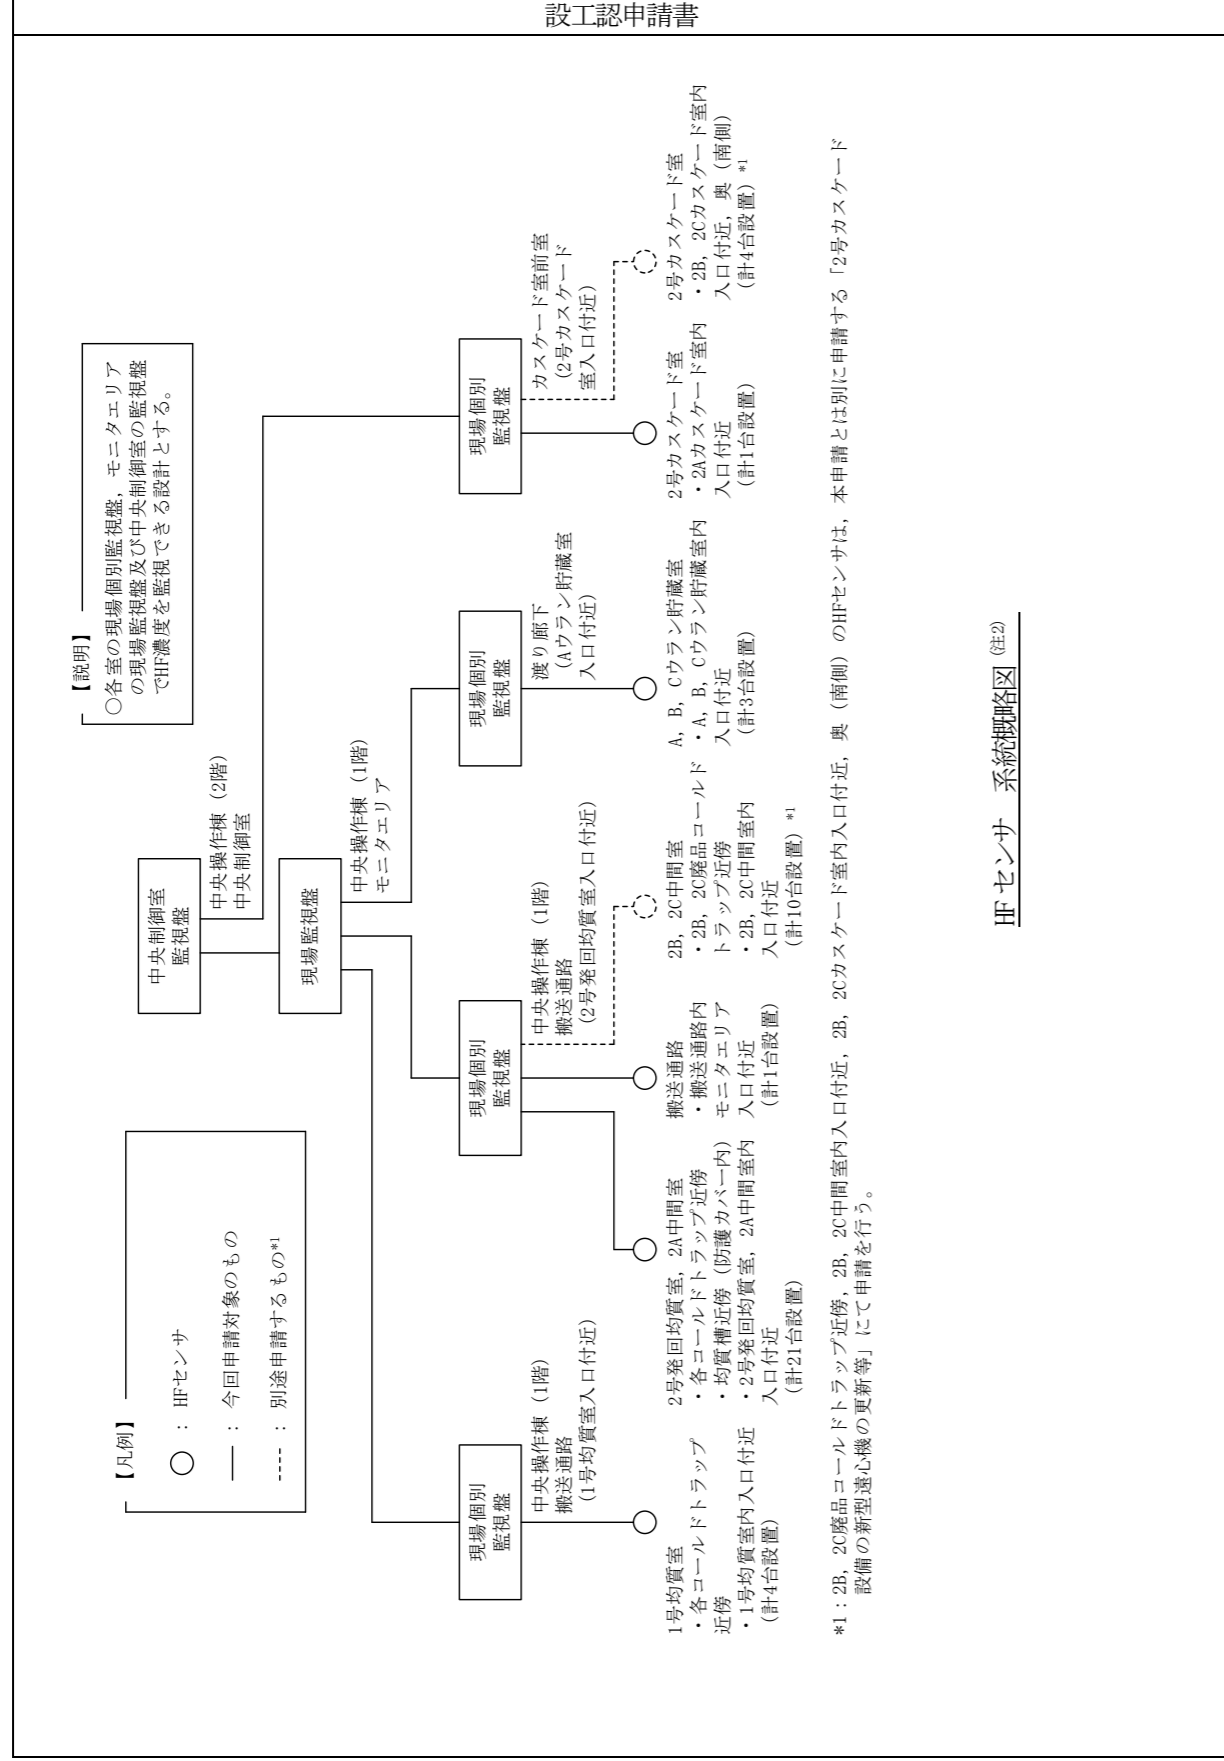 設工認申請書
【凡例】
○ : HFセンサ
── : 今回申請対象のもの
---- : 別途申請するもの*1
【説明】
○各室の現場個別監視盤, モニタエリア
の現場監視盤及び中央制御室の監視盤
でHF濃度を監視できる設計とする。
中央制御室
監視盤
中央操作棟 (2階)
中央制御室
現場監視盤
中央操作棟 (1階)
モニタエリア
現場個別
監視盤
中央操作棟 (1階)
搬送通路
(1号均質室入口付近)
現場個別
監視盤
中央操作棟 (1階)
搬送通路
(2号発回均質室入口付近)
現場個別
監視盤
渡り廊下
(Aウラン貯蔵室
入口付近)
現場個別
監視盤
カスケード室前室
(2号カスケード
室入口付近)
1号均質室
・各コールドトラップ
近傍
・1号均質室内入口付近
(計4台設置)
2号発回均質室, 2A中間室
・各コールドトラップ近傍
・均質槽近傍 (防護カバー内)
・2号発回均質室, 2A中間室内
入口付近
(計21台設置)
搬送通路
・搬送通路内
モニタエリア
入口付近
(計1台設置)
2B, 2C中間室
・2B, 2C廃品コールド
トラップ近傍
・2B, 2C中間室内
入口付近
(計10台設置) *1
A, B, Cウラン貯蔵室
・A, B, Cウラン貯蔵室内
入口付近
(計3台設置)
2号カスケード室
・2Aカスケード室内
入口付近
(計1台設置)
2号カスケード室
・2B, 2Cカスケード室内
入口付近, 奥 (南側)
(計4台設置) *1
*1:2B, 2C廃品コールドトラップ近傍, 2B, 2C中間室内入口付近, 2B, 2Cカスケード室内入口付近, 奥 (南側) のHFセンサは, 本申請とは別に申請する「2号カスケード
設備の新型遠心機の更新等」にて申請を行う。
HFセンサ 系統概略図 (注2)